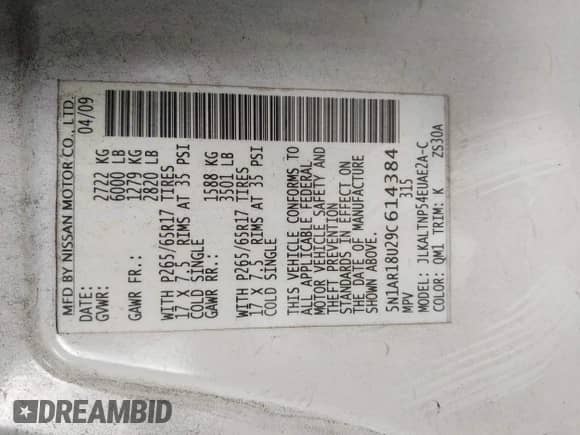 MFD BY NISSAN MOTOR CO., LTD.
DATE: 04/09
GVWR: 2722 KG
6000 LB
GAWR FR.: 1279 KG
2820 LB
WITH P265/65R17 TIRES
17 X 7.5 RIMS AT 35 PSI
COLD SINGLE
GAWR RR.: 1588 KG
3501 LB
WITH P265/65R17 TIRES
17 X 7.5 RIMS AT 35 PSI
COLD SINGLE
THIS VEHICLE CONFORMS TO
ALL APPLICABLE FEDERAL
MOTOR VEHICLE SAFETY AND
THEFT PREVENTION
STANDARDS IN EFFECT ON
THE DATE OF MANUFACTURE
SHOWN ABOVE.
5N1AR18U29C614384
MPV 315
MODEL: JLKALTNP54EUAE2A-C
COLOR: QM1 TRIM: K ZS30A
DREAMBID